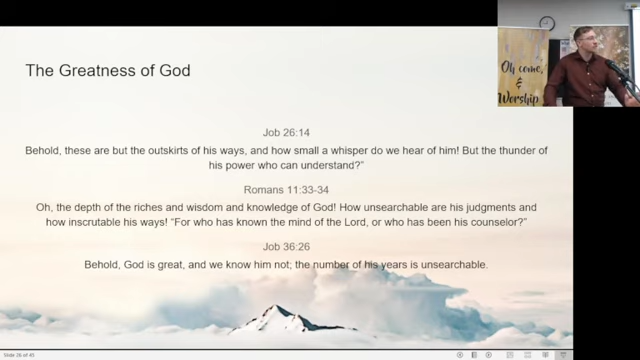 The Greatness of God
Job 26:14
Behold, these are but the outskirts of his ways, and how small a whisper do we hear of him! But the thunder of
his power who can understand?"
Romans 11:33-34
Oh, the depth of the riches and wisdom and knowledge of God! How unsearchable are his judgments and
how inscrutable his ways! "For who has known the mind of the Lord, or who has been his counselor?"
Job 36:26
Behold, God is great, and we know him not; the number of his years is unsearchable.
Oh come,
&
Worship
Slide 26 of 45